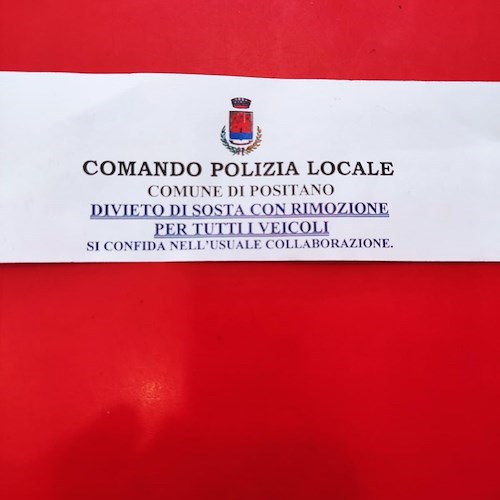 COMANDO POLIZIA LOCALE
COMUNE DI POSITANO
DIVIETO DI SOSTA CON RIMOZIONE
PER TUTTI I VEICOLI
SI CONFIDA NELL'USUALE COLLABORAZIONE.